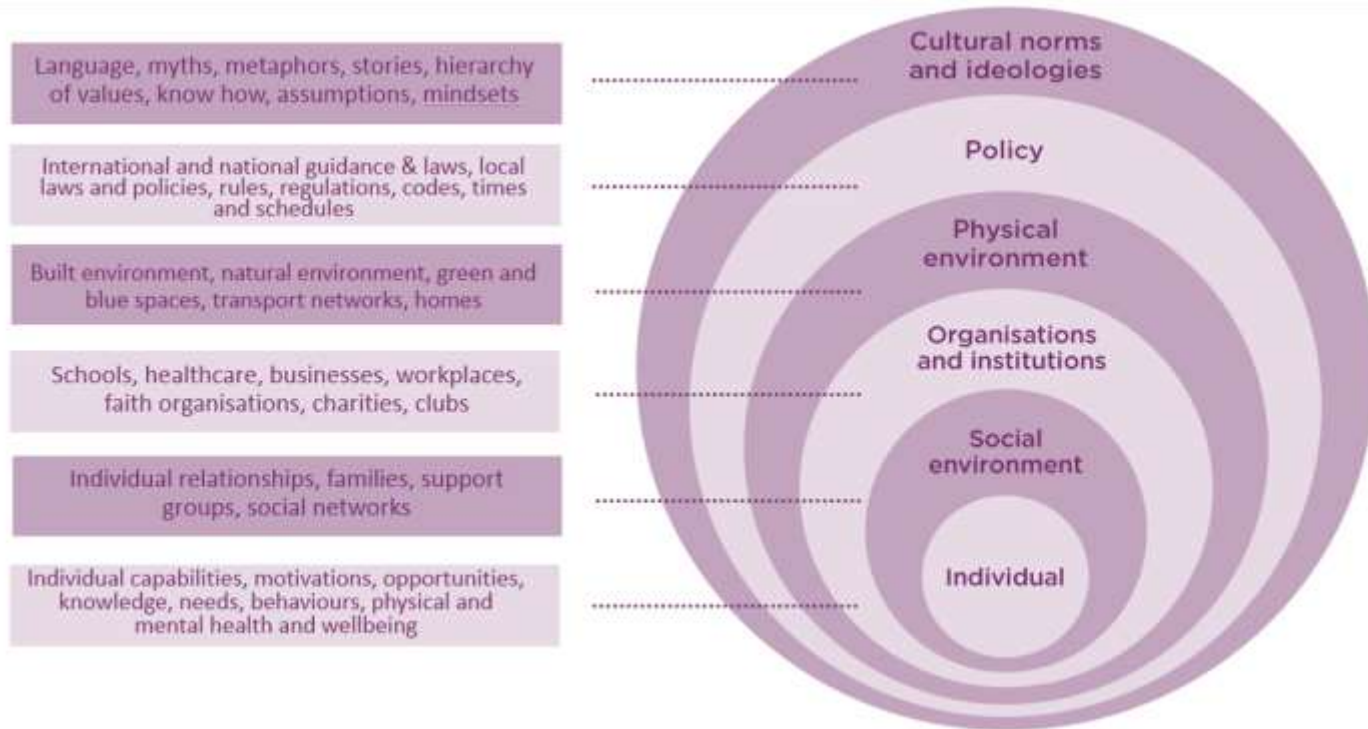 Language, myths, metaphors, stories, hierarchy
of values, know how, assumptions, mindsets
International and national guidance & laws, local
laws and policies, rules, regulations, codes, times
and schedules
Built environment, natural environment, green and
blue spaces, transport networks, homes
Schools, healthcare, businesses, workplaces,
faith organisations, charities, clubs
Individual relationships, families, support
groups, social networks
Individual capabilities, motivations, opportunities,
knowledge, needs, behaviours, physical and
mental health and wellbeing
Cultural norms
and ideologies
Policy
Physical
environment
Organisations
and institutions
Social
environment
Individual